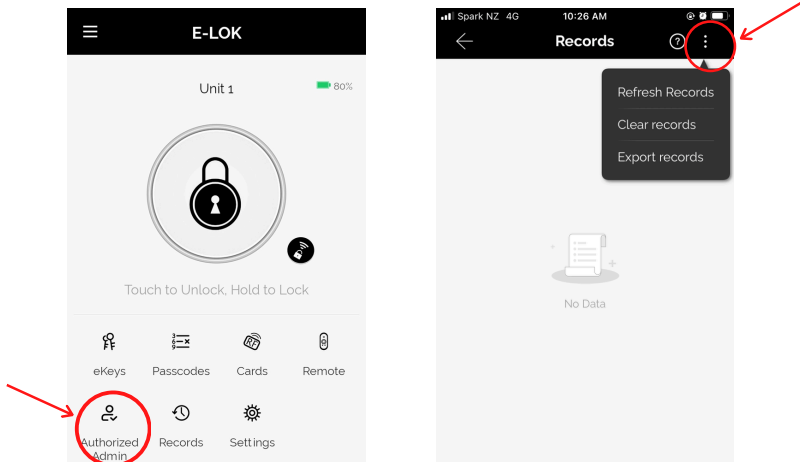 E-LOK
Unit 1
80%
Touch to Unlock, Hold to Lock
eKeys
Passcodes
Cards
Remote
Authorized
Admin
Records
Settings
Spark NZ 4G
10:26 AM
Records
?
Refresh Records
Clear records
Export records
No Data